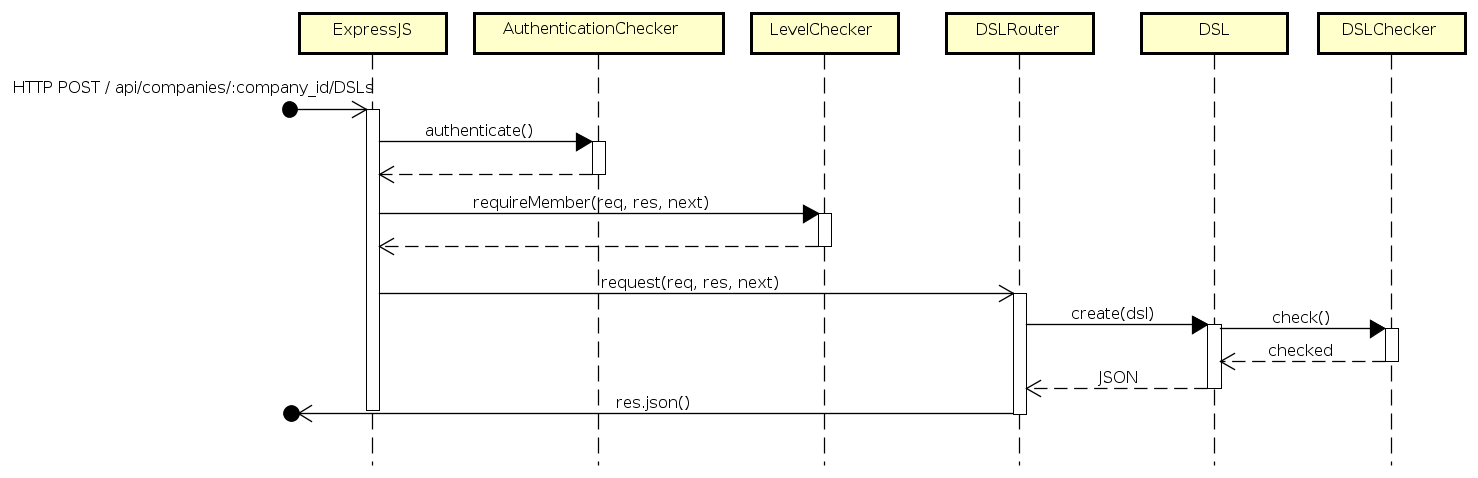 ExpressJS
AuthenticationChecker
LevelChecker
DSLRouter
DSL
DSLChecker
HTTP POST / api/companies/:company_id/DSLs
authenticate()
requireMember(req, res, next)
request(req, res, next)
create(dsl)
check()
checked
JSON
res.json()